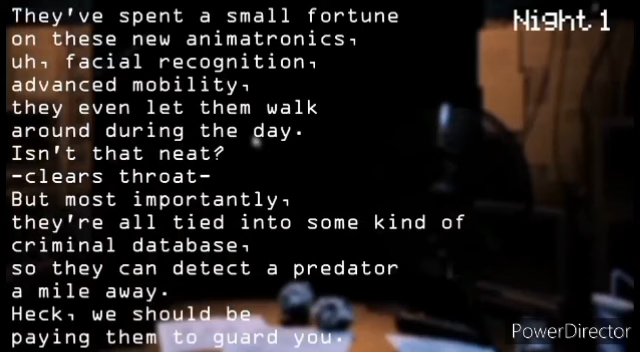 They've spent a small fortune
on these new animatronics,
uh, facial recognition,
advanced mobility,
they even let them walk
around during the day.
Isn't that neat?
-clears throat-
But most importantly,
they're all tied into some kind of
criminal database,
so they can detect a predator
a mile away.
Heck, we should be
paying them to guard you.
Night 1
PowerDirector